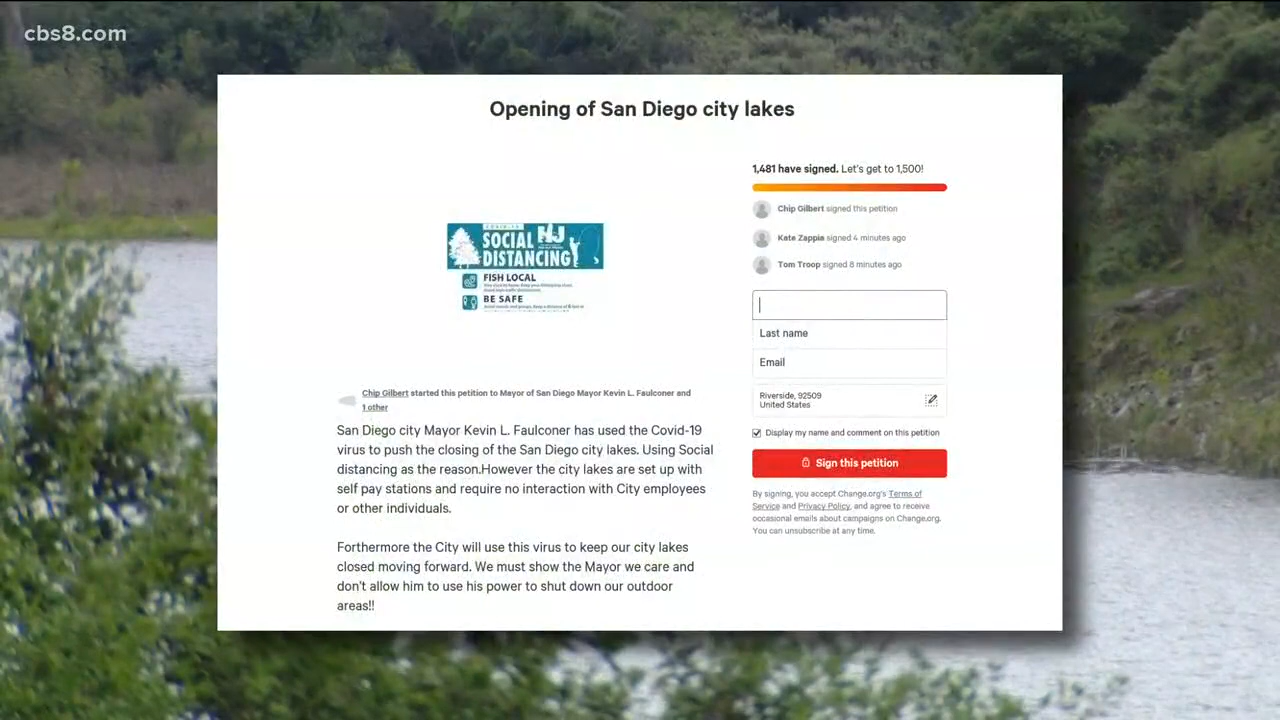 cbs8.com
Opening of San Diego city lakes
1,481 have signed. Let's get to 1,500!
Chip Gilbert signed this petition
Kate Zappia signed 4 minutes ago
Tom Troop signed 8 minutes ago
Last name
Email
Riverside, 92509
United States
Display my name and comment on this petition
Sign this petition
By signing, you accept Change.org's Terms of
Service and Privacy Policy, and agree to receive
occasional emails about campaigns on Change.org.
You can unsubscribe at any time.
SOCIAL NJ
DISTANCING
FISH LOCAL
BE SAFE
Chip Gilbert started this petition to Mayor of San Diego Mayor Kevin L. Faulconer and
1 other
San Diego city Mayor Kevin L. Faulconer has used the Covid-19
virus to push the closing of the San Diego city lakes. Using Social
distancing as the reason.However the city lakes are set up with
self pay stations and require no interaction with City employees
or other individuals.
Forthermore the City will use this virus to keep our city lakes
closed moving forward. We must show the Mayor we care and
don't allow him to use his power to shut down our outdoor
areas!!